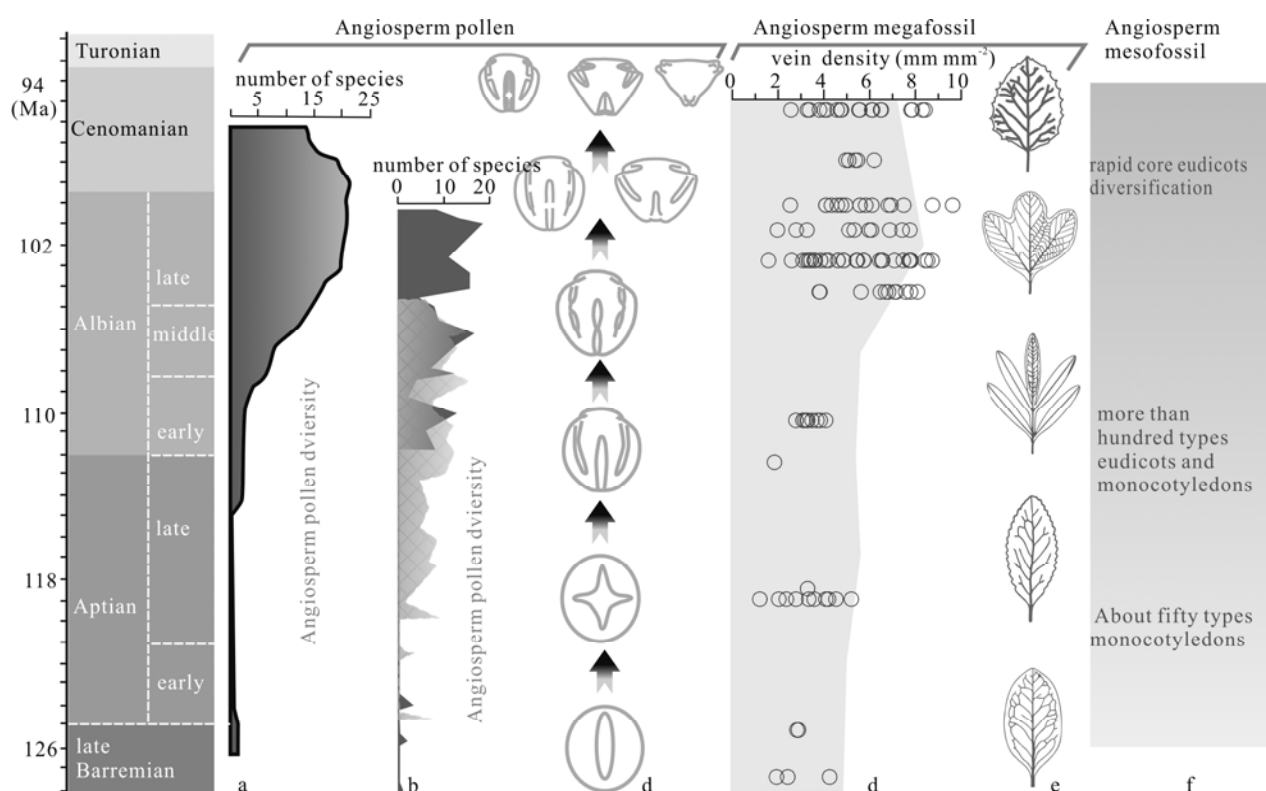 Angiosperm pollen
Angiosperm megafossil
Angiosperm
mesofossil
Turonian
94
(Ma)
Cenomanian
102
Albian
late
middle
early
110
118
Aptian
late
early
126
late
Barremian
number of species
5 15 25
Angiosperm pollen dviersity
a
number of species
0 10 20
Angiosperm pollen dviersity
b
d
vein density (mm mm⁻²)
0 2 4 6 8 10
d
e
rapid core eudicots
diversification
more than
hundred types
eudicots and
monocotyledons
About fifty types
monocotyledons
f